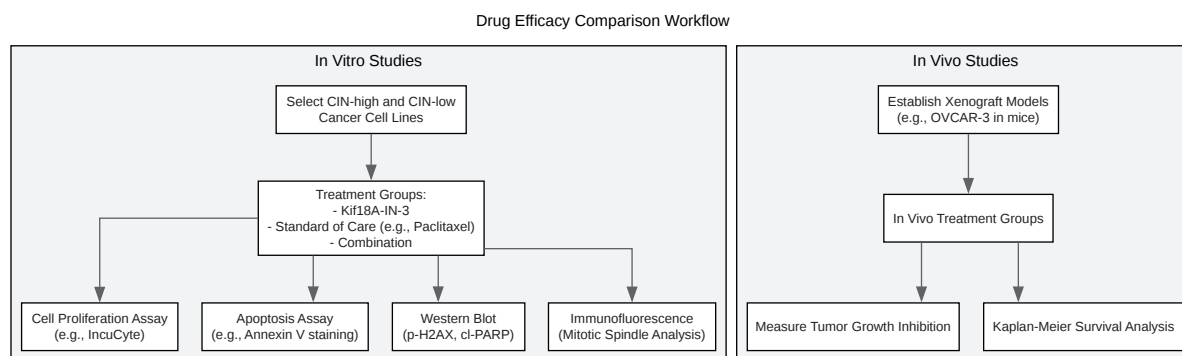 Drug Efficacy Comparison Workflow
In Vitro Studies
Select CIN-high and CIN-low
Cancer Cell Lines
Treatment Groups:
- Kif18A-IN-3
- Standard of Care (e.g., Paclitaxel)
- Combination
Cell Proliferation Assay
(e.g., IncuCyte)
Apoptosis Assay
(e.g., Annexin V staining)
Western Blot
(p-H2AX, cl-PARP)
Immunofluorescence
(Mitotic Spindle Analysis)
In Vivo Studies
Establish Xenograft Models
(e.g., OVCAR-3 in mice)
In Vivo Treatment Groups
Measure Tumor Growth Inhibition
Kaplan-Meier Survival Analysis